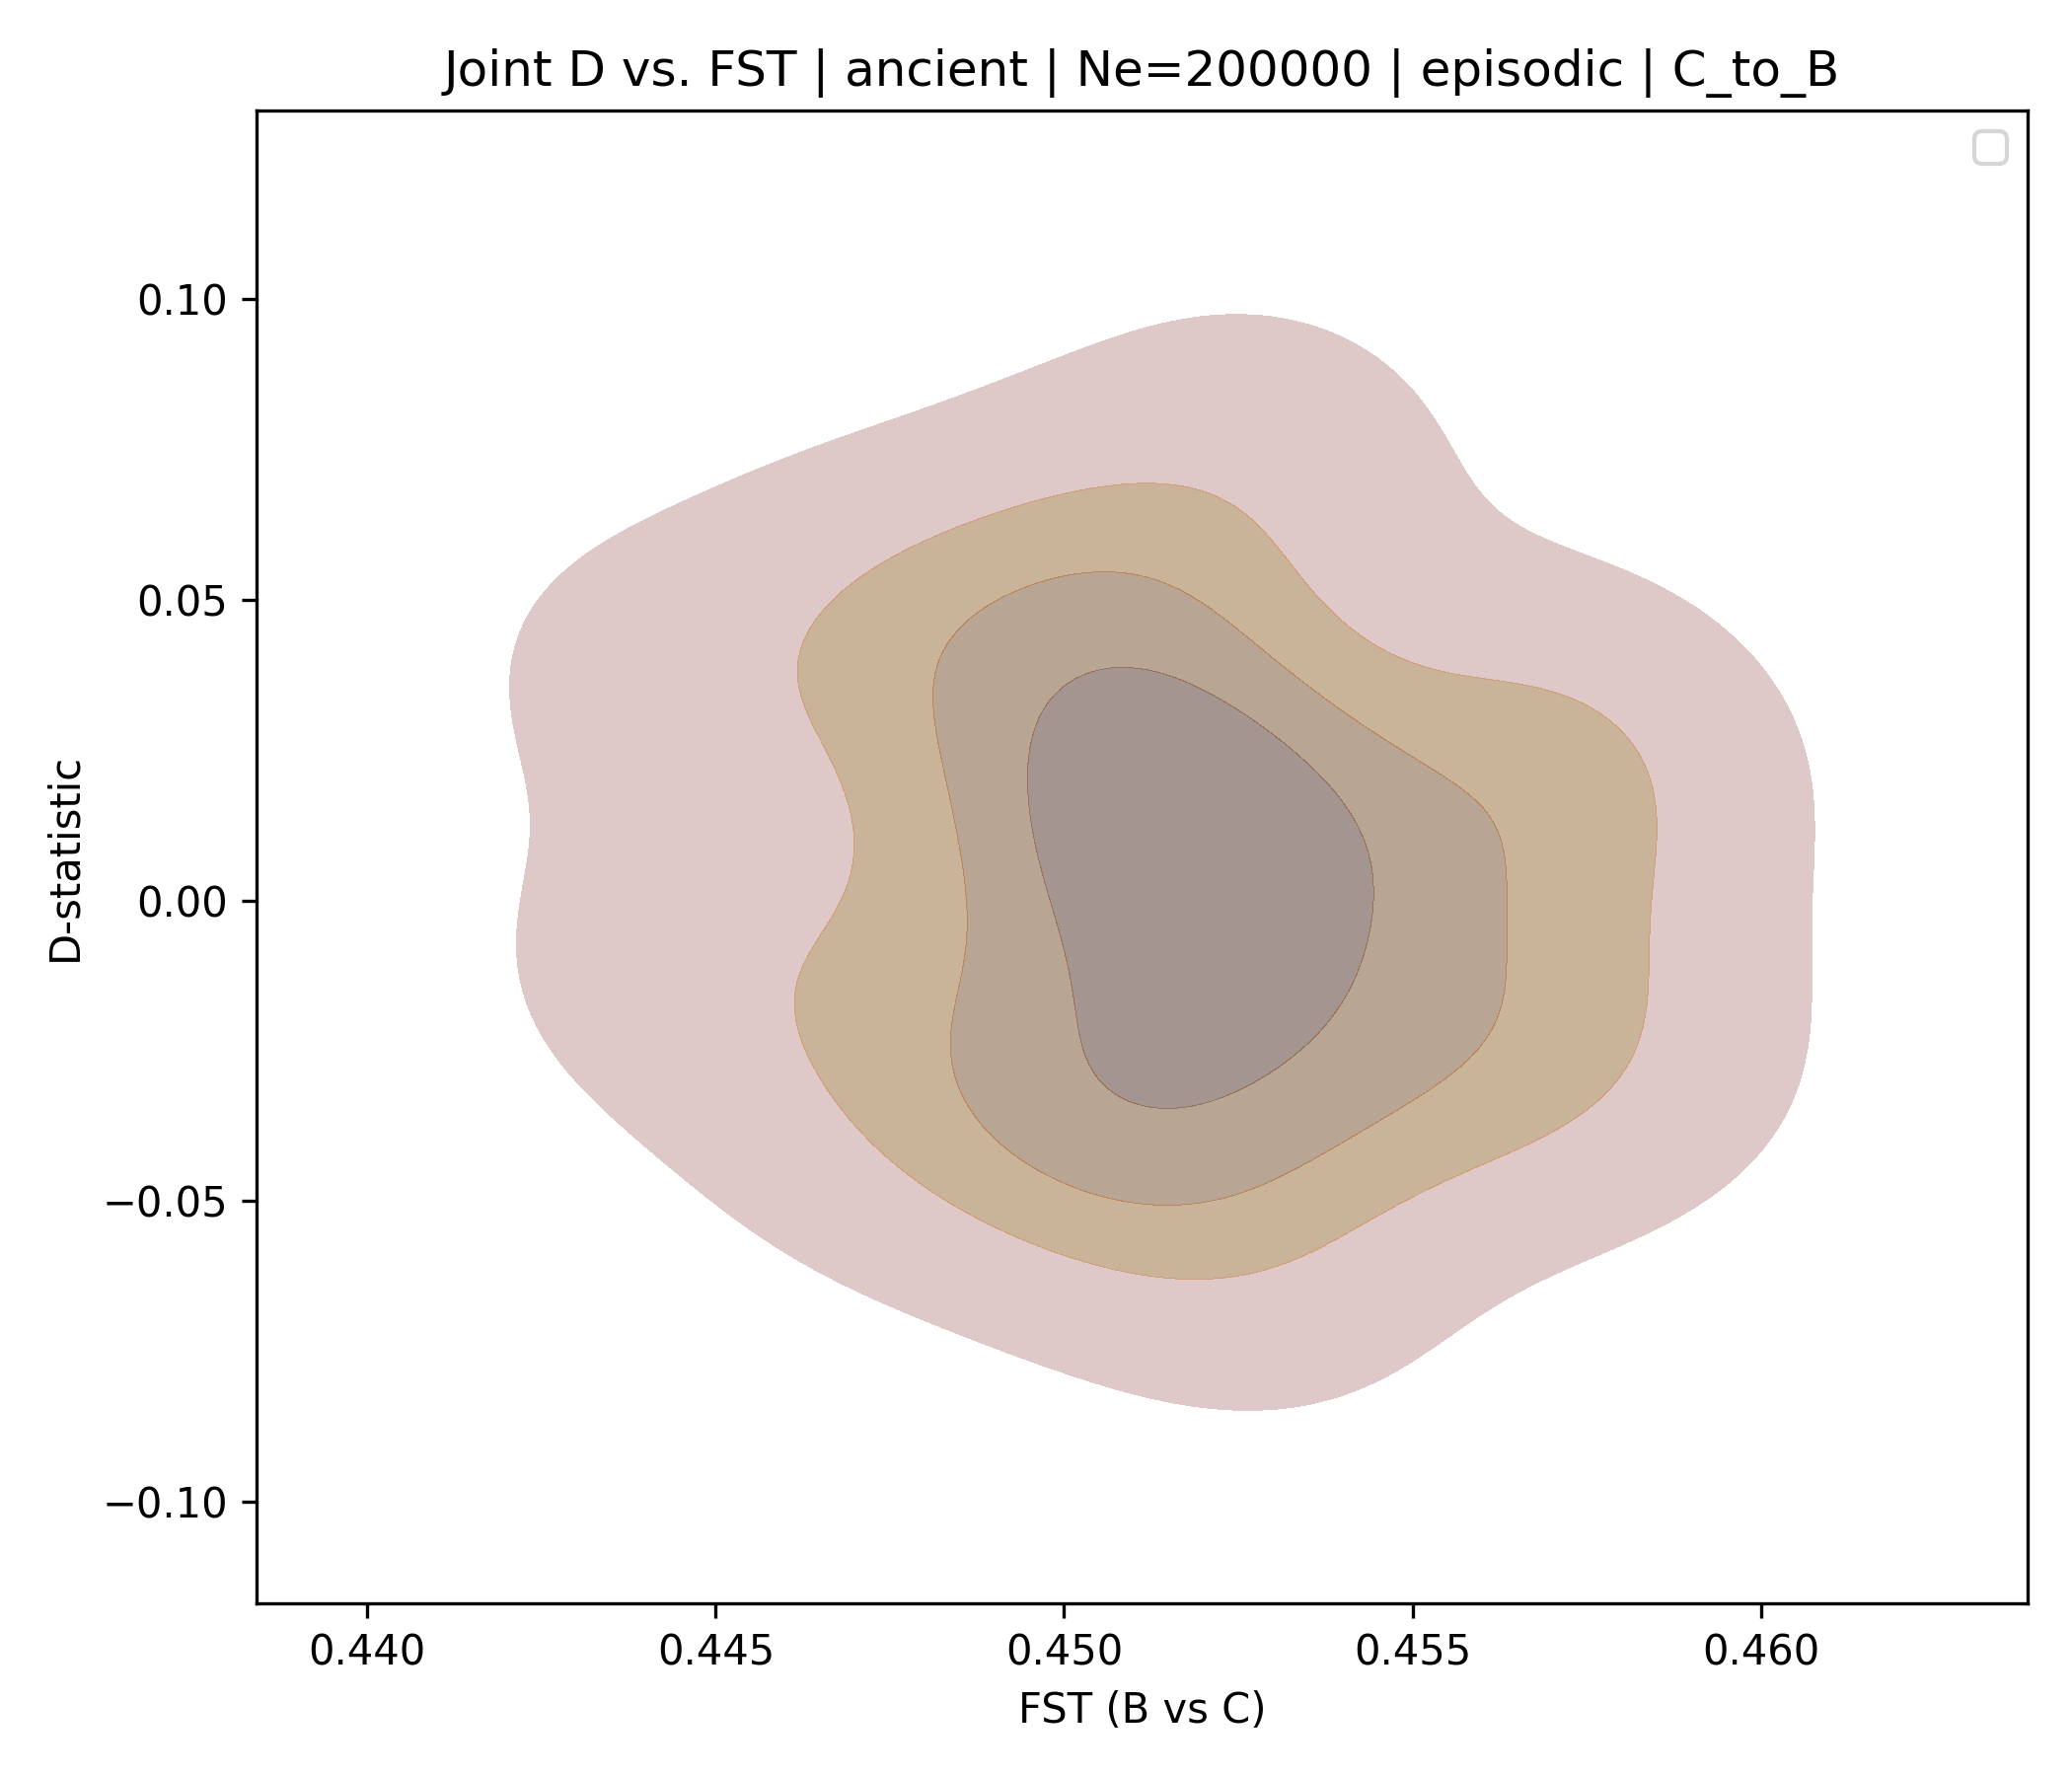 Joint D vs. FST | ancient | Ne=200000 | episodic | C_to_B
0.10
0.05
0.00
−0.05
−0.10
D-statistic
0.440 0.445 0.450 0.455 0.460
FST (B vs C)